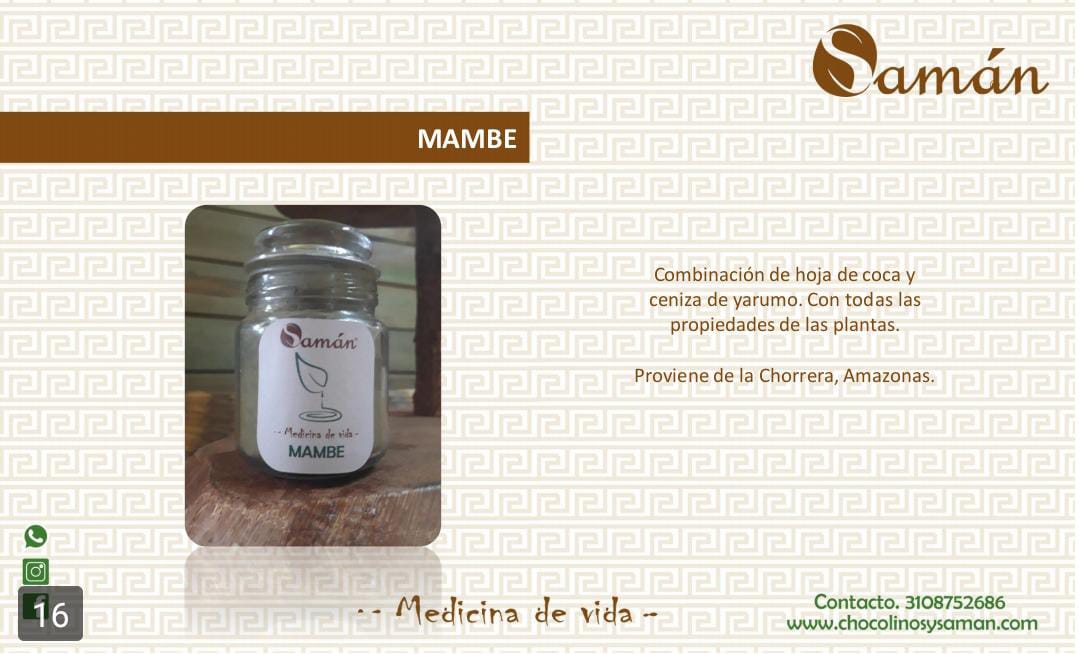 Samán
MAMBE
Samán
-- Medicina de vida -
MAMBE
Combinación de hoja de coca y
ceniza de yarumo. Con todas las
propiedades de las plantas.
Proviene de la Chorrera, Amazonas.
16
-- Medicina de vida -
Contacto. 3108752686
www.chocolinosysaman.com